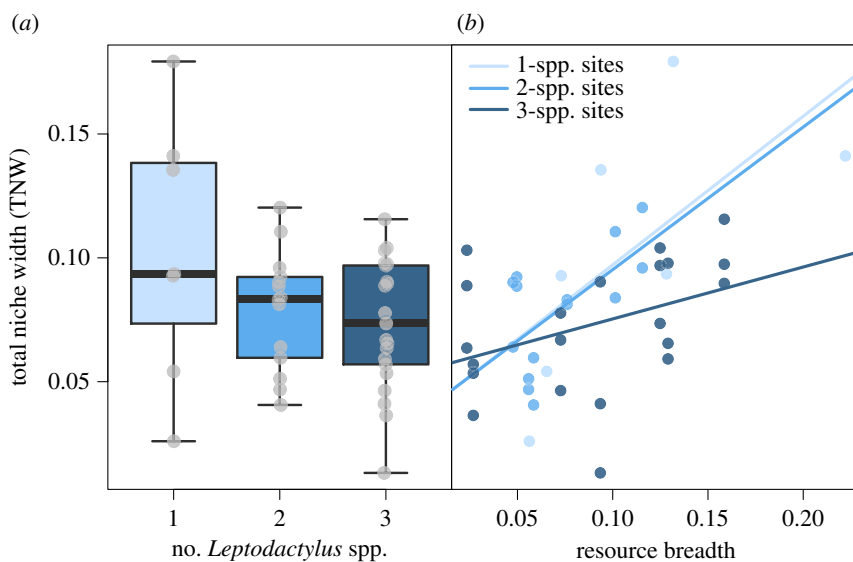 (a)
(b)
total niche width (TNW)
0.15
0.10
0.05
1
2
3
no. Leptodactylus spp.
1-spp. sites
2-spp. sites
3-spp. sites
0.05
0.10
0.15
0.20
resource breadth